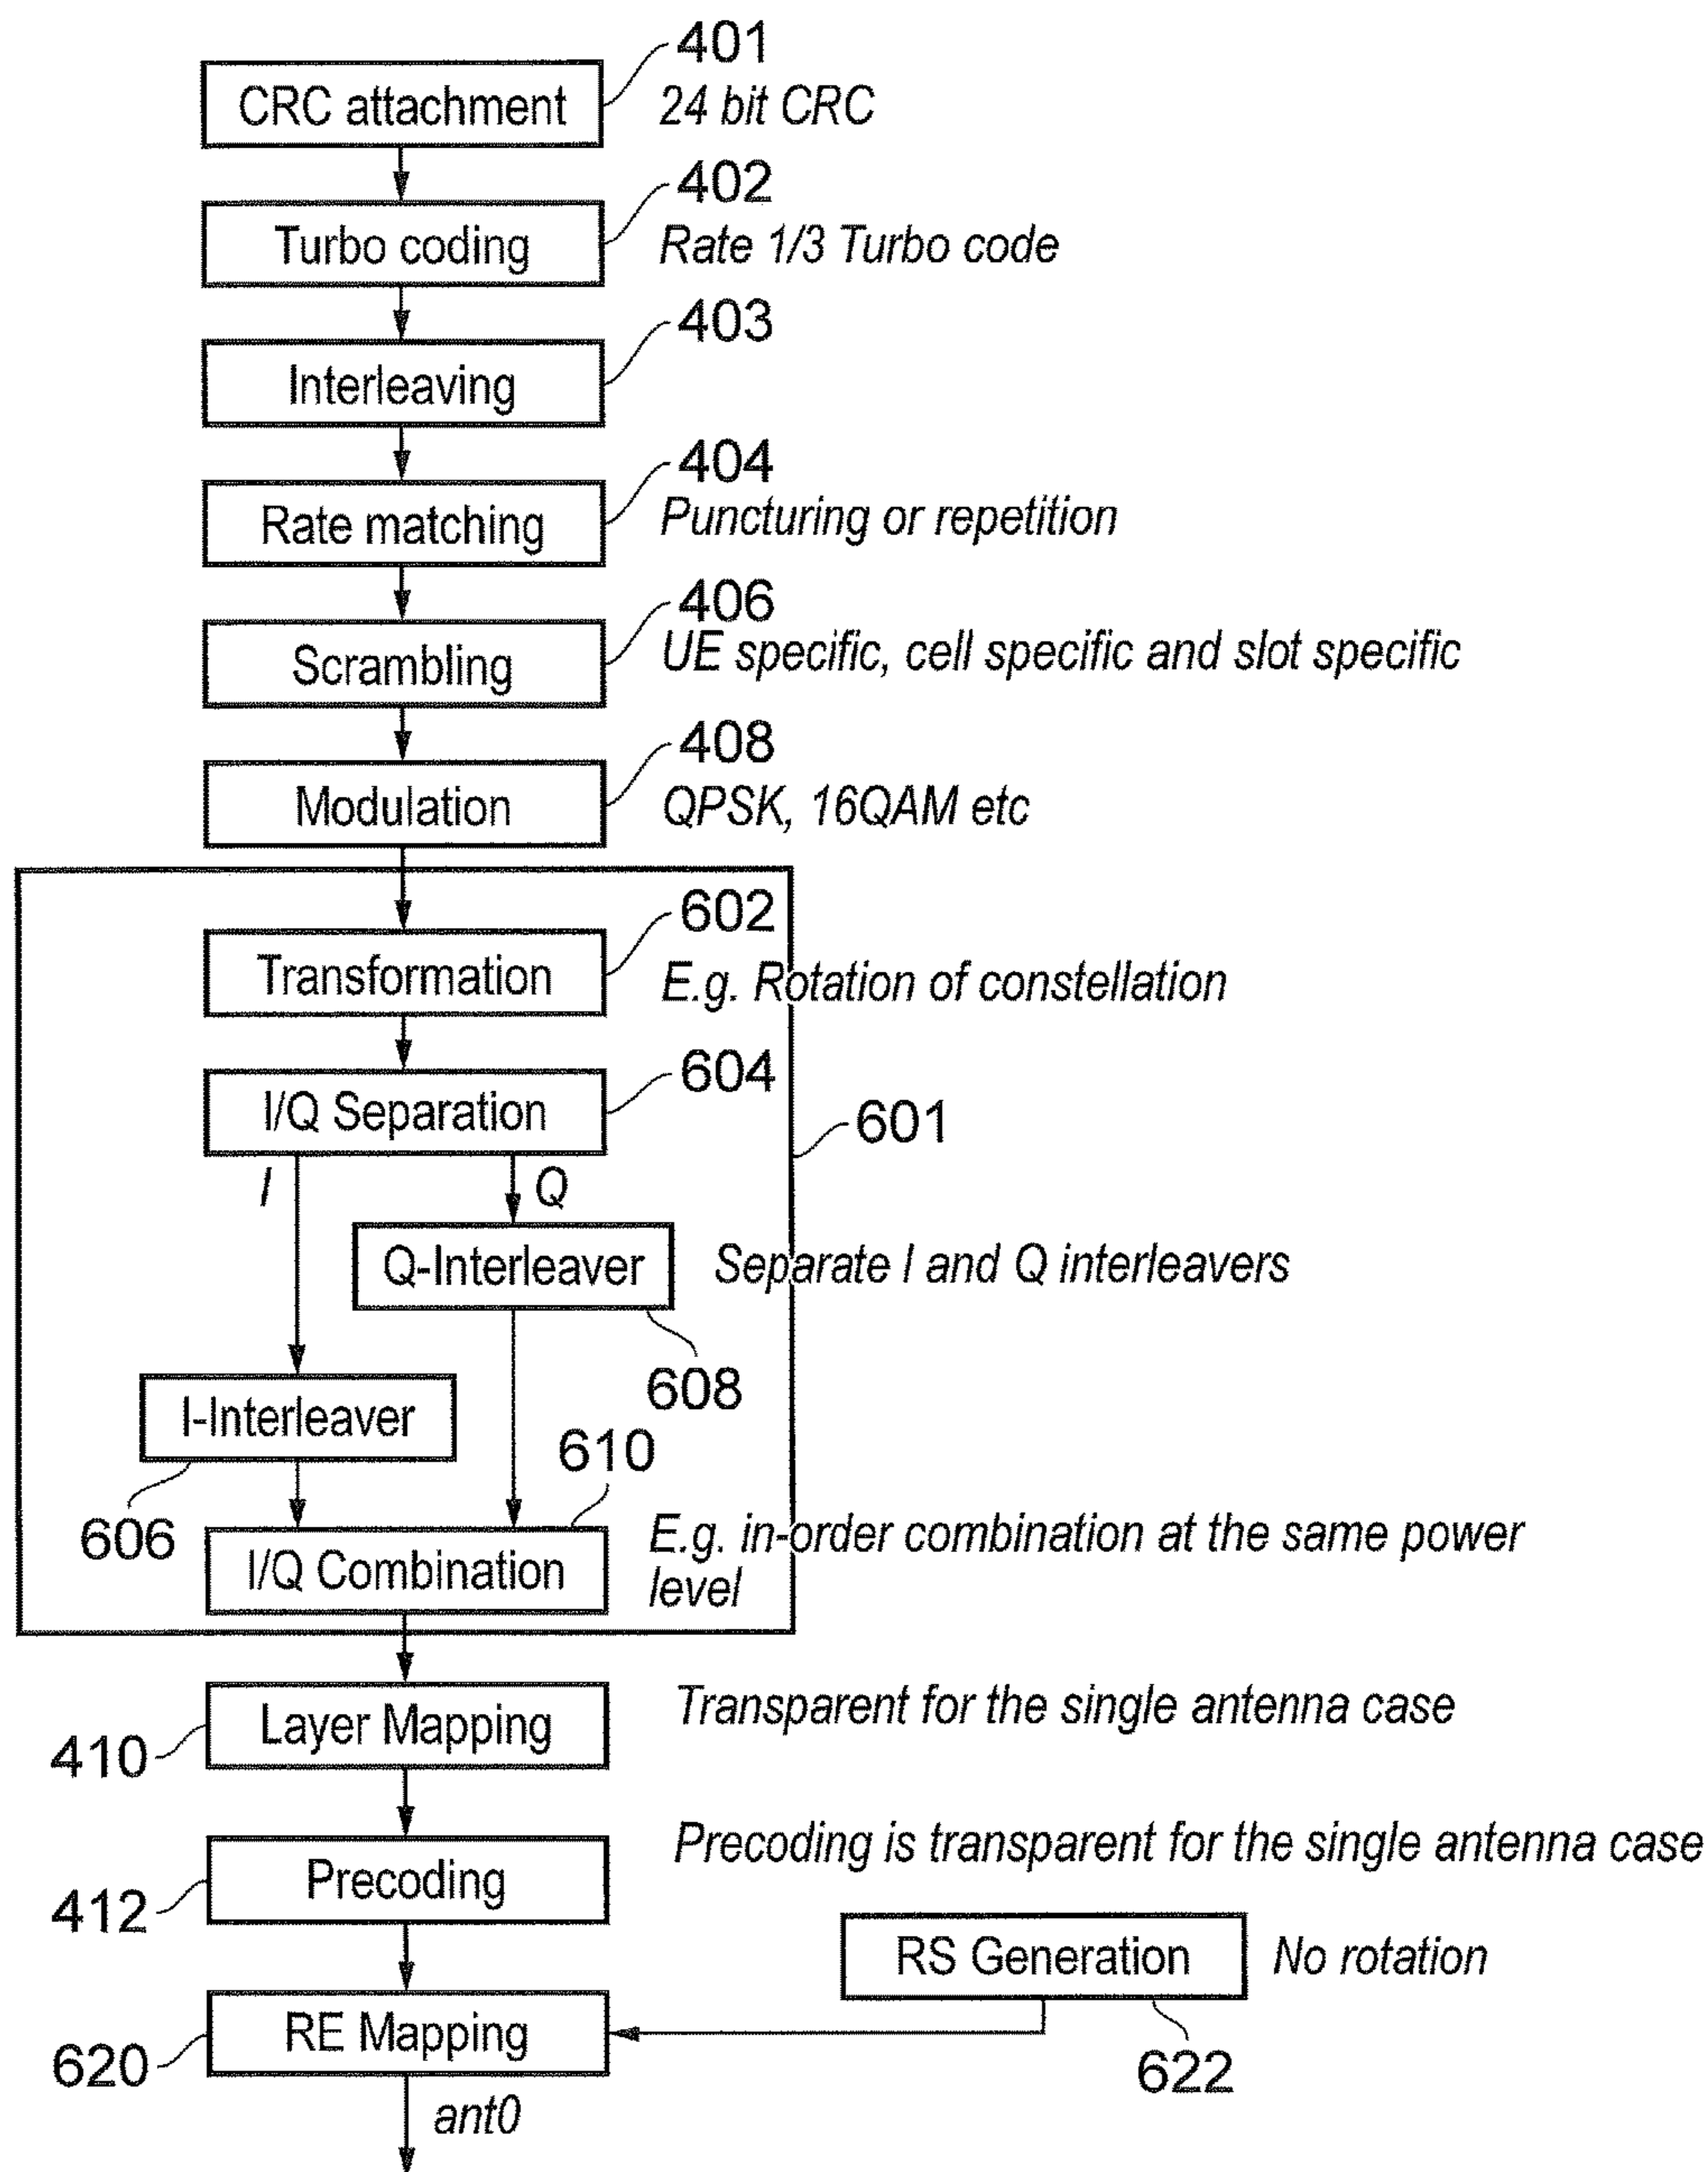 401
CRC attachment
24 bit CRC
402
Turbo coding
Rate 1/3 Turbo code
403
Interleaving
404
Rate matching
Puncturing or repetition
406
Scrambling
UE specific, cell specific and slot specific
408
Modulation
QPSK, 16QAM etc
602
Transformation
E.g. Rotation of constellation
604
I/Q Separation
601
I
Q
Q-Interleaver
Separate I and Q interleavers
608
I-Interleaver
606
610
I/Q Combination
E.g. in-order combination at the same power
level
Layer Mapping
Transparent for the single antenna case
410
Precoding
Precoding is transparent for the single antenna case
412
RS Generation
No rotation
RE Mapping
620
622
ant0